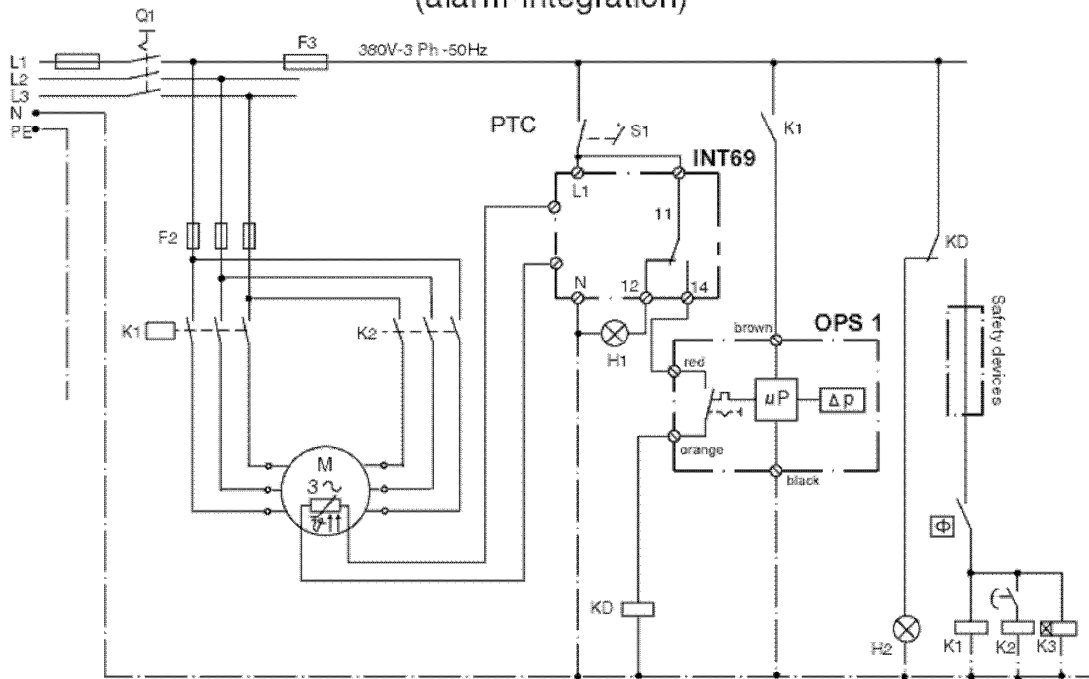 (alarm-integration)
Q1
F3
380V-3 Ph -50Hz
L1
L2
L3
N
PE
PTC
S1
K1
INT69
L1
11
F2
KD
N
12
14
Safety devices
K1
K2
H1
brown
OPS 1
red
µP
Δp
orange
black
M
3~
ϑ
Φ
KD
H2
K1
K2
K3